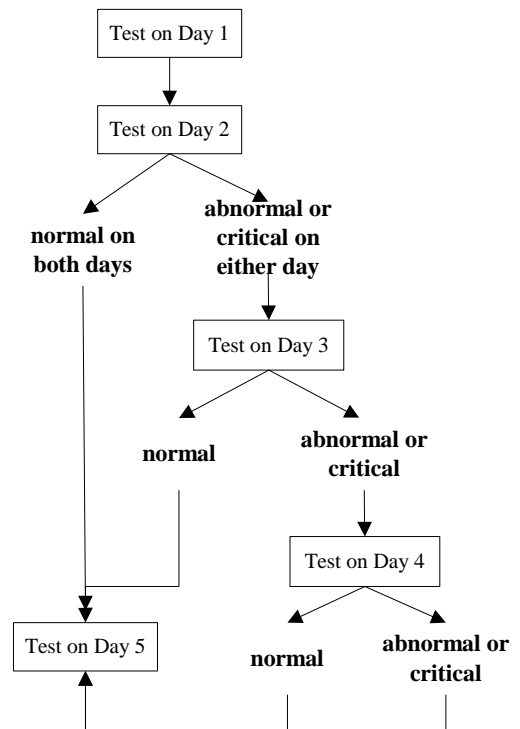 Test on Day 1
Test on Day 2
normal on
both days
abnormal or
critical on
either day
Test on Day 3
normal
abnormal or
critical
Test on Day 4
Test on Day 5
normal
abnormal or
critical